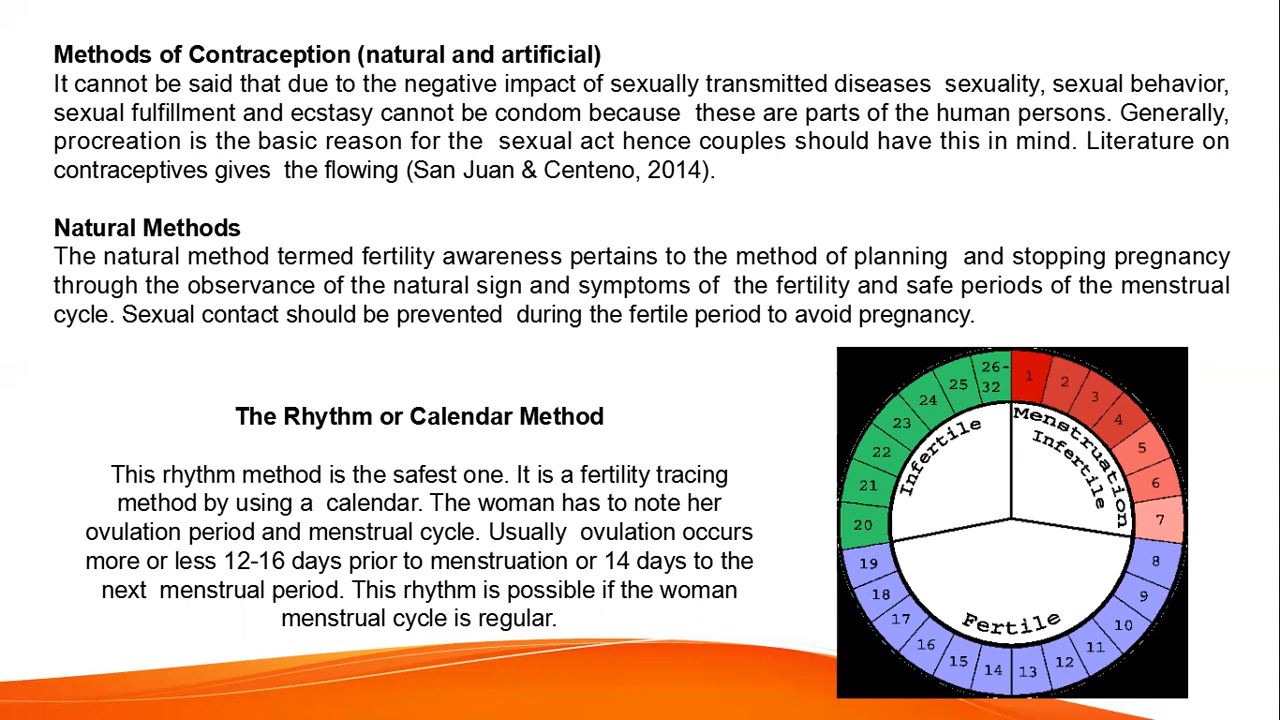 Methods of Contraception (natural and artificial)
It cannot be said that due to the negative impact of sexually transmitted diseases sexuality, sexual behavior,
sexual fulfillment and ecstasy cannot be condom because these are parts of the human persons. Generally,
procreation is the basic reason for the sexual act hence couples should have this in mind. Literature on
contraceptives gives the flowing (San Juan & Centeno, 2014).
Natural Methods
The natural method termed fertility awareness pertains to the method of planning and stopping pregnancy
through the observance of the natural sign and symptoms of the fertility and safe periods of the menstrual
cycle. Sexual contact should be prevented during the fertile period to avoid pregnancy.
The Rhythm or Calendar Method
This rhythm method is the safest one. It is a fertility tracing
method by using a calendar. The woman has to note her
ovulation period and menstrual cycle. Usually ovulation occurs
more or less 12-16 days prior to menstruation or 14 days to the
next menstrual period. This rhythm is possible if the woman
menstrual cycle is regular.
1
2
3
4
5
6
7
8
9
10
11
12
13
14
15
16
17
18
19
20
21
22
23
24
25
26-
32
Menstruation
Infertile
Fertile
Infertile